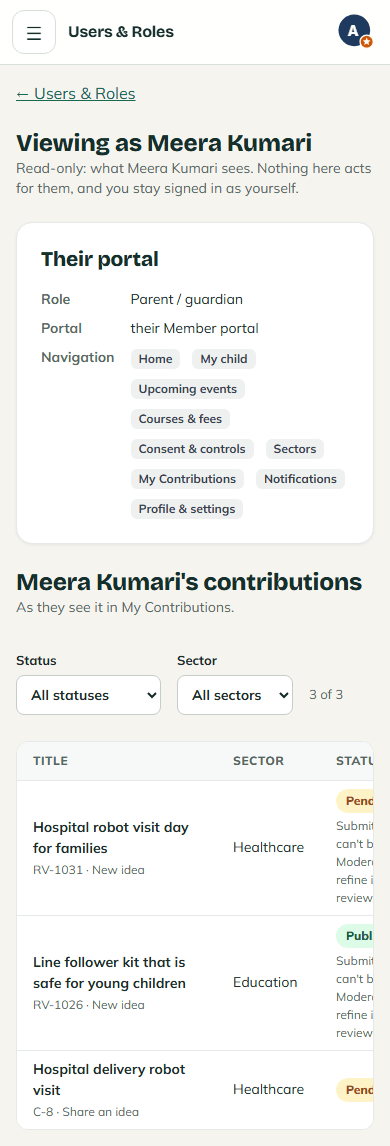 ☰ Users & Roles A
← Users & Roles
Viewing as Meera Kumari
Read-only: what Meera Kumari sees. Nothing here acts
for them, and you stay signed in as yourself.
Their portal
Role Parent / guardian
Portal their Member portal
Navigation Home My child
Upcoming events
Courses & fees
Consent & controls Sectors
My Contributions Notifications
Profile & settings
Meera Kumari's contributions
As they see it in My Contributions.
Status Sector
All statuses All sectors 3 of 3
TITLE SECTOR
Hospital robot visit day
for families
RV-1031 · New idea
Healthcare
can't
Line follower kit that is
safe for young children
RV-1026 · New idea
Education
can't
Hospital delivery robot
visit
C-8 · Share an idea
Healthcare